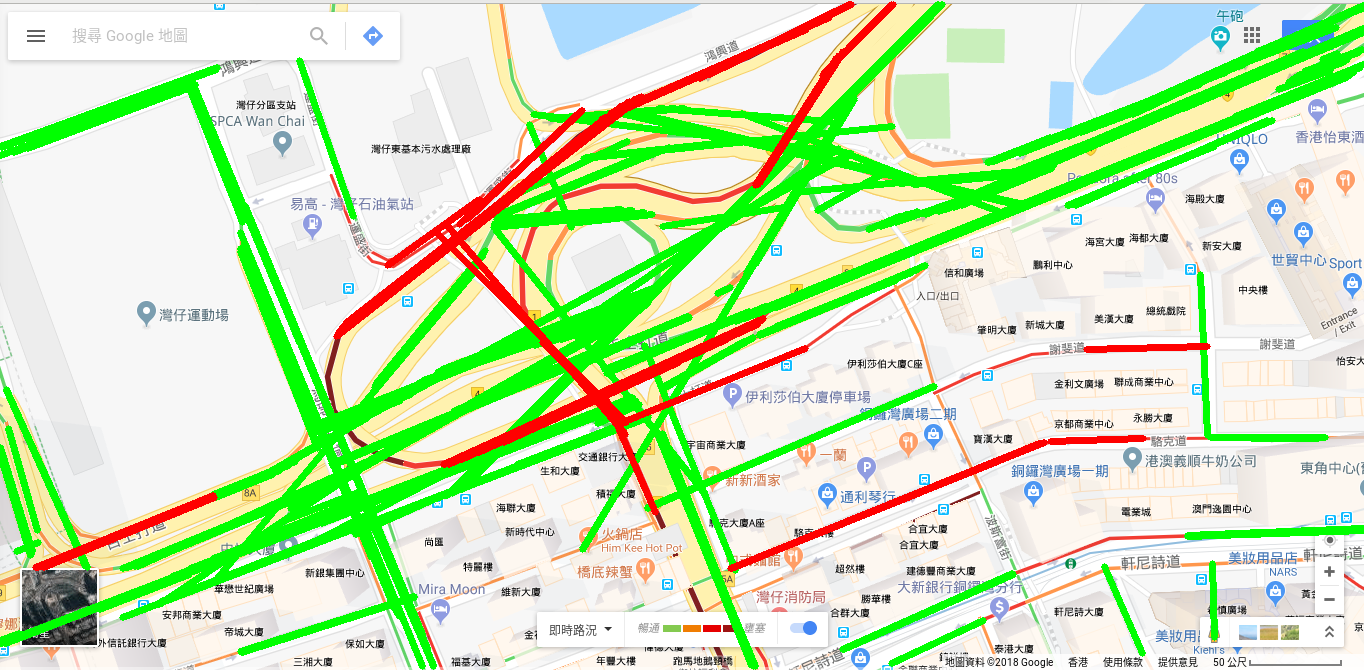 搜尋 Google 地圖
午砲
鴻興道
鴻興道
灣仔分區支站
SPCA Wan Chai
灣仔東基本污水處理廠
UNIQLO
香港怡東酒
易高 - 灣仔石油氣站
運盛街
海殿大廈
海宮大廈
海都大廈
新安大廈
世貿中心
Sport
信和廣場
鵬利中心
入口/出口
中央樓
總統戲院
美漢大廈
新城大廈
肇明大廈
Entrance
/ Exit
灣仔運動場
謝斐道
謝斐道
怡安大
伊利莎伯大廈C座
金利文廣場
聯成商業中心
伊利莎伯大廈停車場
銅鑼灣廣場二期
永勝大廈
京都商業中心
寶漢大廈
駱克道
宇宙商業大廈
交通銀行大
一蘭
港澳義順牛奶公司
生和大廈
新新酒家
銅鑼灣廣場一期
東角中心(
8A
積福大廈
通利琴行
海聯大廈
電業城
澳門逸園中心
新時代中心
駱克大廈A座
合宜大廈
波斯富街
火鍋店
Him Kee Hot Pot
合宜大廈
尚匯
橋底辣蟹
超然樓
建德豐商業大廈
軒尼詩道
美妝用品店
NARS
新銀集團中心
特麗樓
大新銀行銅鑼灣分行
華懋世紀廣場
Mira Moon
維新大廈
灣仔消防局
勝華樓
合群大廈
軒尼詩大廈
安邦商業大廈
外信託銀行大廈
帝城大廈
保如大廈
即時路況
暢通
壅塞
泰港大廈
Kiehl's
三湘大廈
福基大廈
年豐大廈
跑馬地鵝頸橋
地圖資料 ©2018 Google
香港
使用條款
提供意見
50 公尺